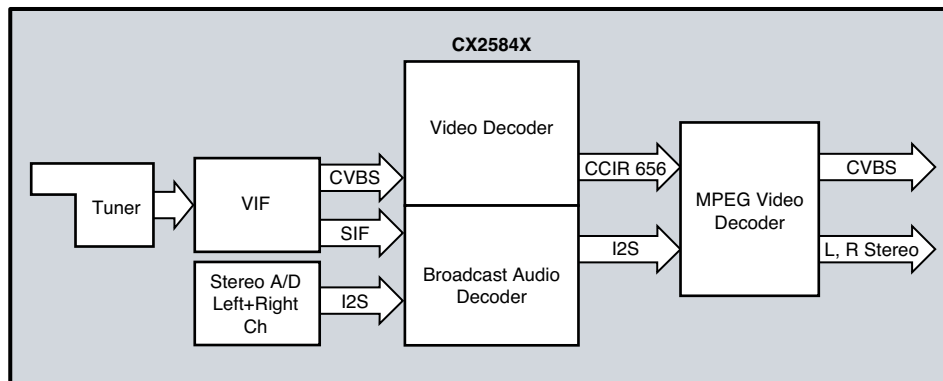 CX2584X
Video Decoder
CVBS
CCIR 656
CVBS
Tuner
VIF
MPEG Video
Decoder
SIF
I2S
L, R Stereo
Stereo A/D
Left+Right
Ch
I2S
Broadcast Audio
Decoder